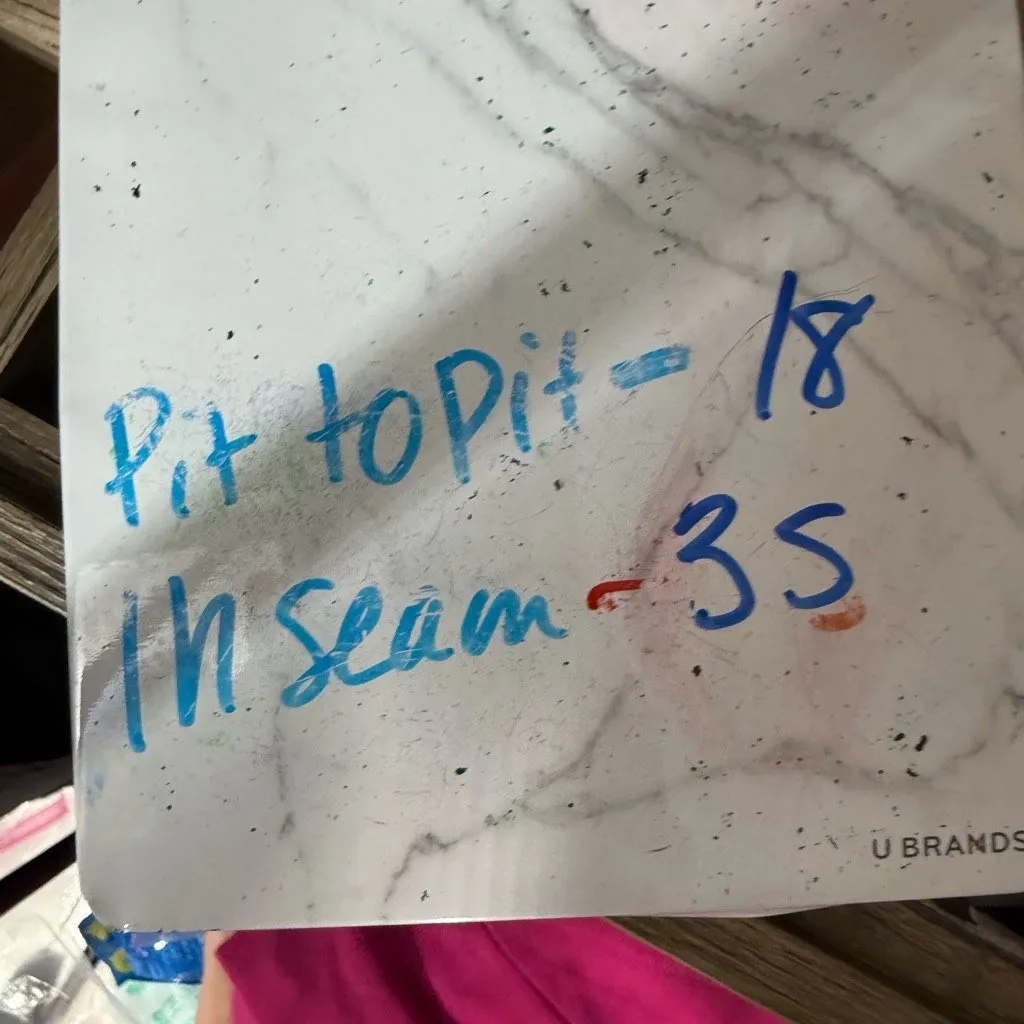 Pit to Pit - 18
Inseam - 35
U BRANDS